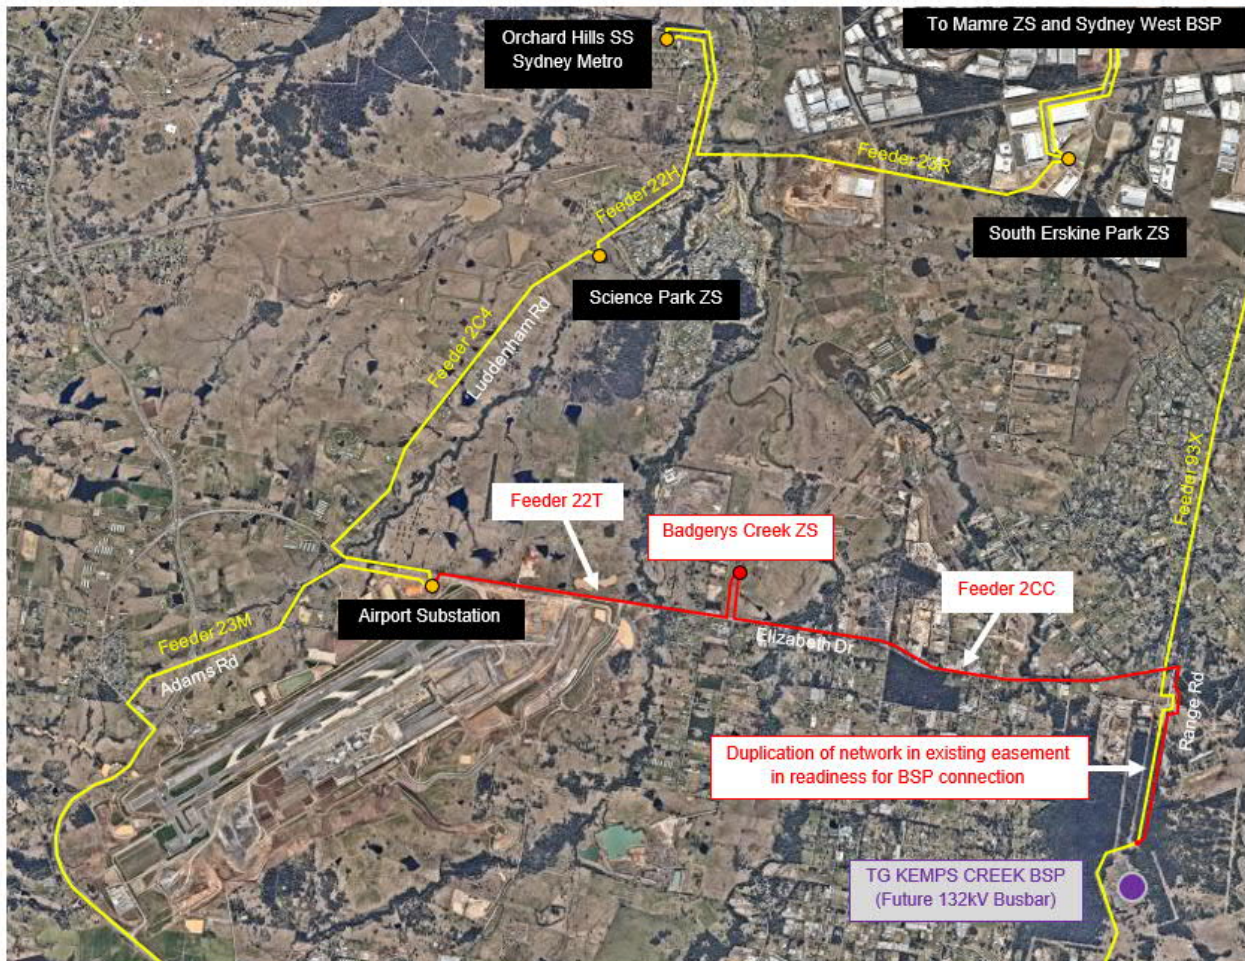 Orchard Hills SS
Sydney Metro
To Mamre ZS and Sydney West BSP
Feeder 23R
Feeder 22H
South Erskine Park ZS
Science Park ZS
Feeder 2C4
Luddenham Rd
Feeder 93X
Feeder 22T
Badgerys Creek ZS
Feeder 2CC
Airport Substation
Feeder 23M
Adams Rd
Elizabeth Dr
Range Rd
Duplication of network in existing easement
in readiness for BSP connection
TG KEMPS CREEK BSP
(Future 132kV Busbar)